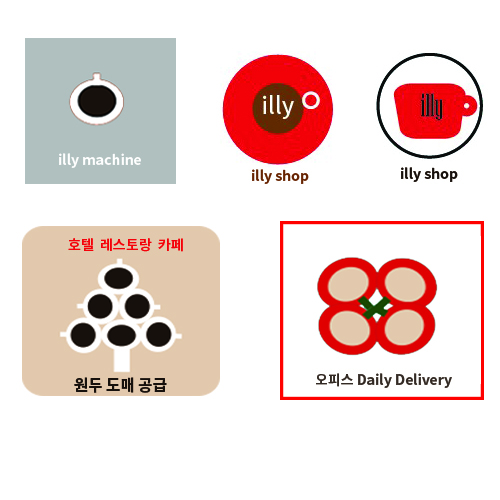 illy machine
illy
illy shop
illy
illy shop
호텔 레스토랑 카페
원두 도매 공급
오피스 Daily Delivery